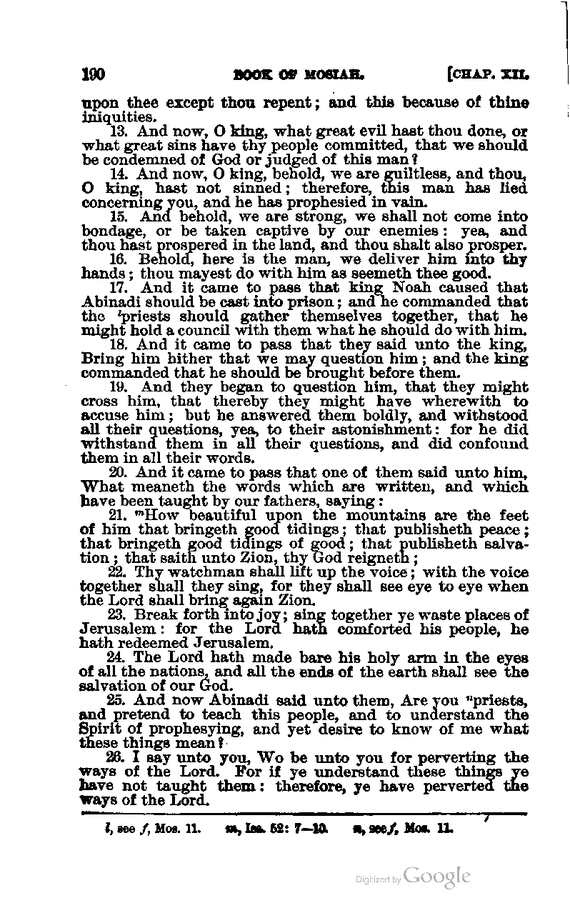 190 BOOK OF MOSIAH. [CHAP. XII.
upon thee except thou repent; and this because of thine
iniquities.
13. And now, O king, what great evil hast thou done, or
what great sins have thy people committed, that we should
be condemned of God or judged of this man?
14. And now, O king, behold, we are guiltless, and thou,
O king, hast not sinned; therefore, this man has lied
concerning you, and he has prophesied in vain.
15. And behold, we are strong, we shall not come into
bondage, or be taken captive by our enemies: yea, and
thou hast prospered in the land, and thou shalt also prosper.
16. Behold, here is the man, we deliver him into thy
hands; thou mayest do with him as seemeth thee good.
17. And it came to pass that king Noah caused that
Abinadi should be cast into prison; and he commanded that
the lpriests should gather themselves together, that he
might hold a council with them what he should do with him.
18. And it came to pass that they said unto the king,
Bring him hither that we may question him; and the king
commanded that he should be brought before them.
19. And they began to question him, that they might
cross him, that thereby they might have wherewith to
accuse him; but he answered them boldly, and withstood
all their questions, yea, to their astonishment: for he did
withstand them in all their questions, and did confound
them in all their words.
20. And it came to pass that one of them said unto him,
What meaneth the words which are written, and which
have been taught by our fathers, saying:
21. mHow beautiful upon the mountains are the feet
of him that bringeth good tidings; that publisheth peace;
that bringeth good tidings of good; that publisheth salva-
tion; that saith unto Zion, thy God reigneth;
22. Thy watchman shall lift up the voice; with the voice
together shall they sing, for they shall see eye to eye when
the Lord shall bring again Zion.
23. Break forth into joy; sing together ye waste places of
Jerusalem: for the Lord hath comforted his people, he
hath redeemed Jerusalem.
24. The Lord hath made bare his holy arm in the eyes
of all the nations, and all the ends of the earth shall see the
salvation of our God.
25. And now Abinadi said unto them, Are you npriests,
and pretend to teach this people, and to understand the
Spirit of prophesying, and yet desire to know of me what
these things mean?
26. I say unto you, Wo be unto you for perverting the
ways of the Lord. For if ye understand these things ye
have not taught them: therefore, ye have perverted the
ways of the Lord.
l, see f, Mos. 11. m, Isa. 52: 7—10. n, see f, Mos. 11.
Digitized by Google